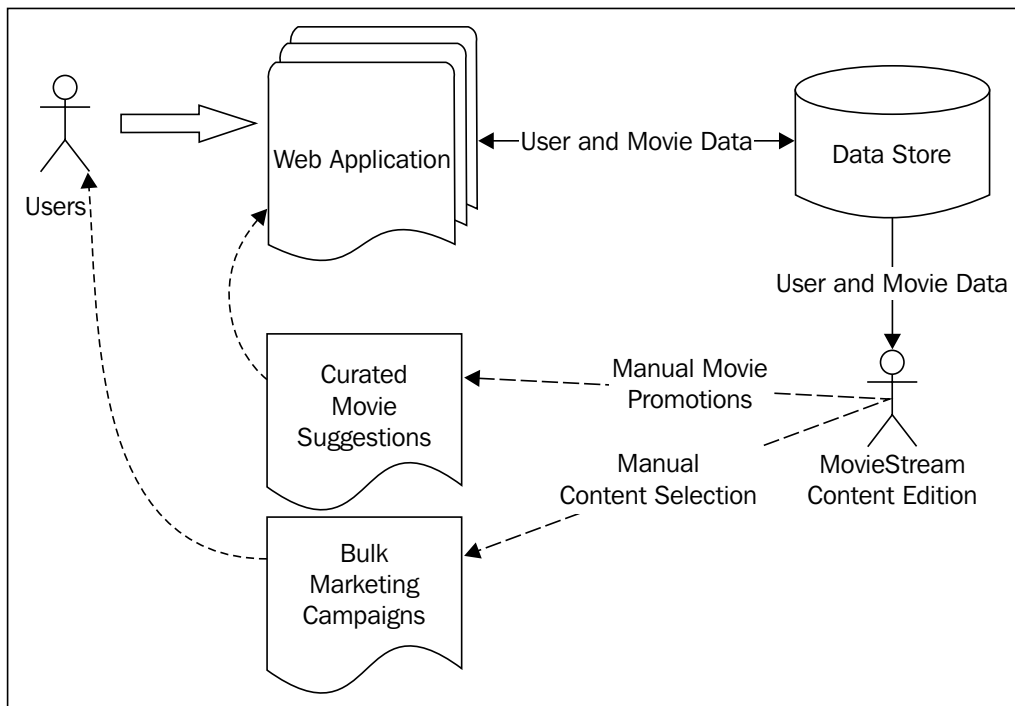 Users
Web Application
User and Movie Data
Data Store
User and Movie Data
Curated
Movie
Suggestions
Manual Movie
Promotions
Manual
Content Selection
MovieStream
Content Edition
Bulk
Marketing
Campaigns